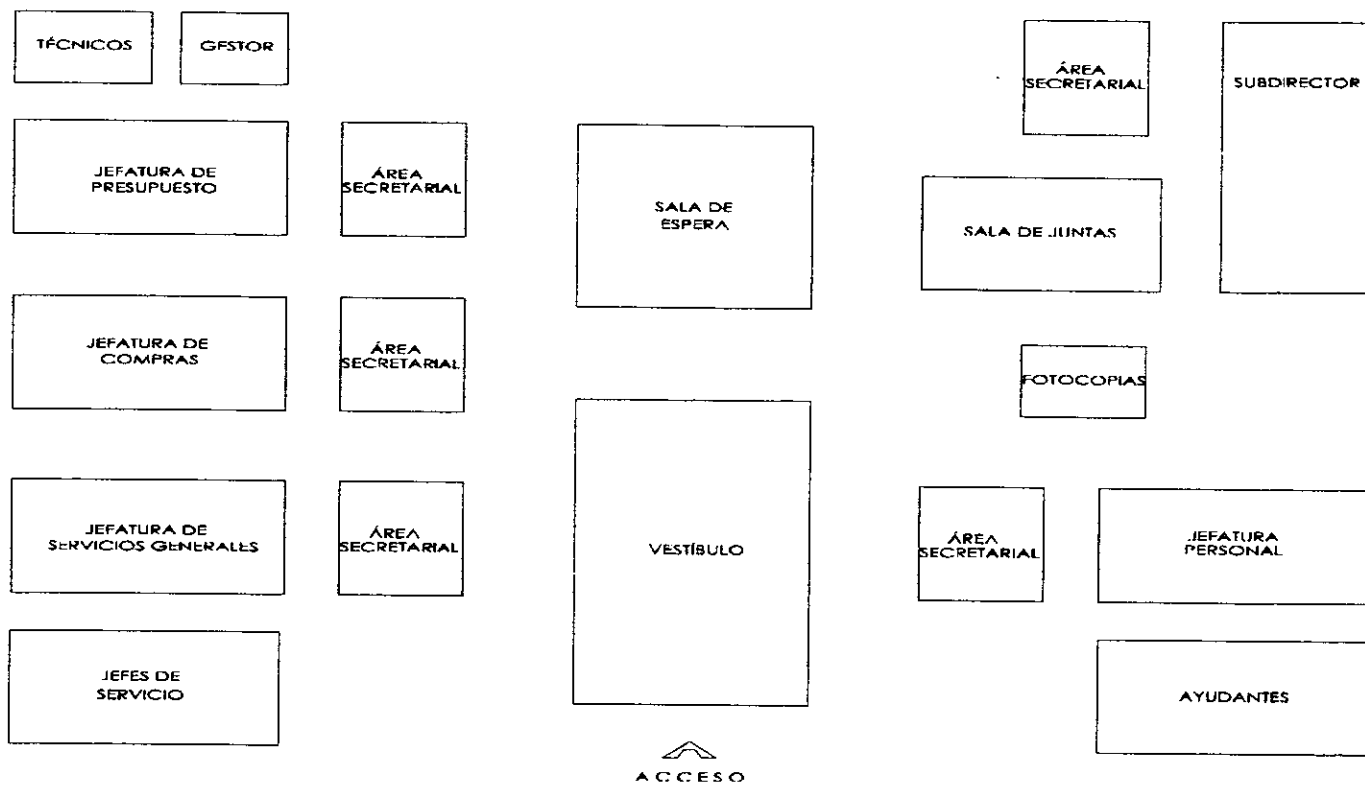 TÉCNICOS
GESTOR
ÁREA
SECRETARIAL
SUBDIRECTOR
JEFATURA DE
PRESUPUESTO
ÁREA
SECRETARIAL
SALA DE
ESPERA
SALA DE JUNTAS
JEFATURA DE
COMPRAS
ÁREA
SECRETARIAL
FOTOCOPIAS
JEFATURA DE
SERVICIOS GENERALES
ÁREA
SECRETARIAL
VESTÍBULO
ÁREA
SECRETARIAL
JEFATURA
PERSONAL
JEFES DE
SERVICIO
AYUDANTES
ACCESO